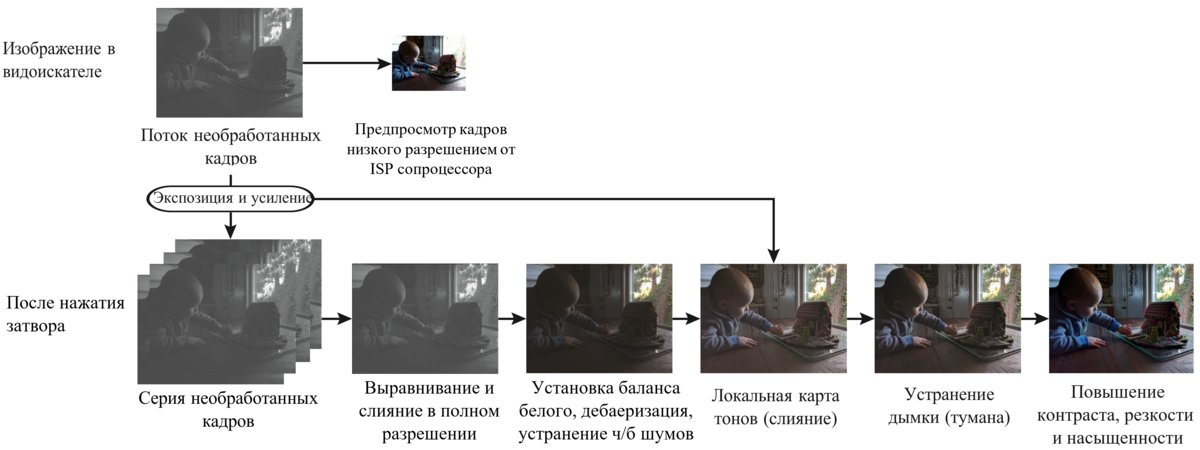 Изображение в
видоискателе
Поток необработанных
кадров
Предпросмотр кадров
низкого разрешением от
ISP сопроцессора
Экспозиция и усиление
После нажатия
затвора
Серия необработанных
кадров
Выравнивание и
слияние в полном
разрешении
Установка баланса
белого, дебаеризация,
устранение ч/б шумов
Локальная карта
тонов (слияние)
Устранение
дымки (тумана)
Повышение
контраста, резкости
и насыщенности